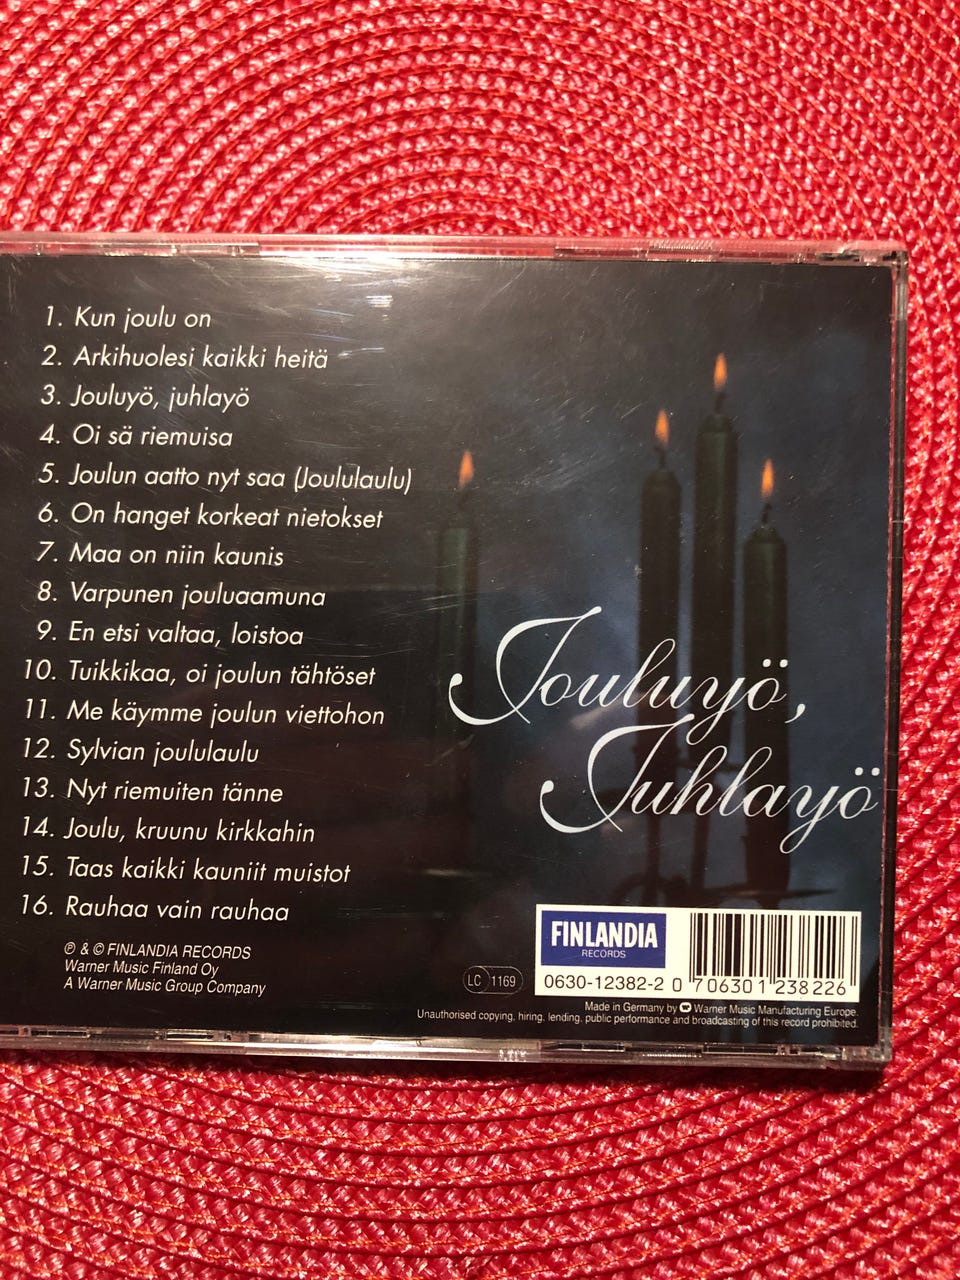 1. Kun joulu on
2. Arkihuolesi kaikki heitä
3. Jouluyö, juhlayö
4. Oi sä riemuisa
5. Joulun aatto nyt saa (Joululaulu)
6. On hanget korkeat nietokset
7. Maa on niin kaunis
8. Varpunen jouluaamuna
9. En etsi valtaa, loistoa
10. Tuikkikaa, oi joulun tähtöset
11. Me käymme joulun viettohon
12. Sylvian joululaulu
13. Nyt riemuiten tänne
14. Joulu, kruunu kirkkahin
15. Taas kaikki kauniit muistot
16. Rauhaa vain rauhaa
Jouluyö,
Juhlayö
℗ & © FINLANDIA RECORDS
Warner Music Finland Oy
A Warner Music Group Company
LC 1169
FINLANDIA
RECORDS
0630-12382-2
0 706301 238226
Made in Germany by Warner Music Manufacturing Europe.
Unauthorised copying, hiring, lending, public performance and broadcasting of this record prohibited.